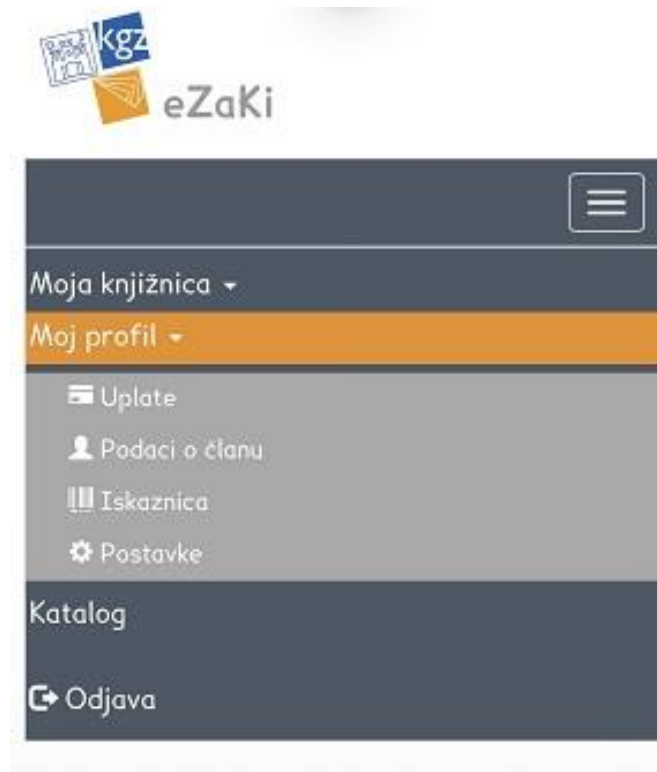 kgz
eZaKi
Moja knjižnica
Moj profil
Uplate
Podaci o članu
Iskaznica
Postavke
Katalog
Odjava